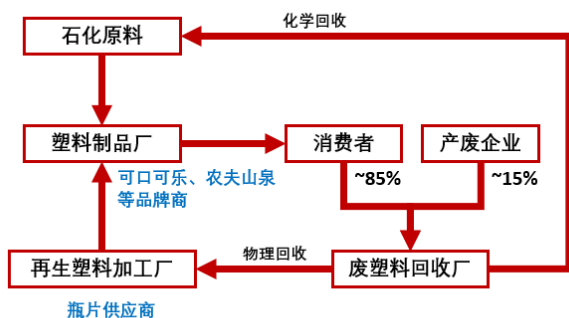 化学回收
石化原料
塑料制品厂
消费者
产废企业
可口可乐、农夫山泉
等品牌商
~85%
~15%
物理回收
再生塑料加工厂
废塑料回收厂
瓶片供应商